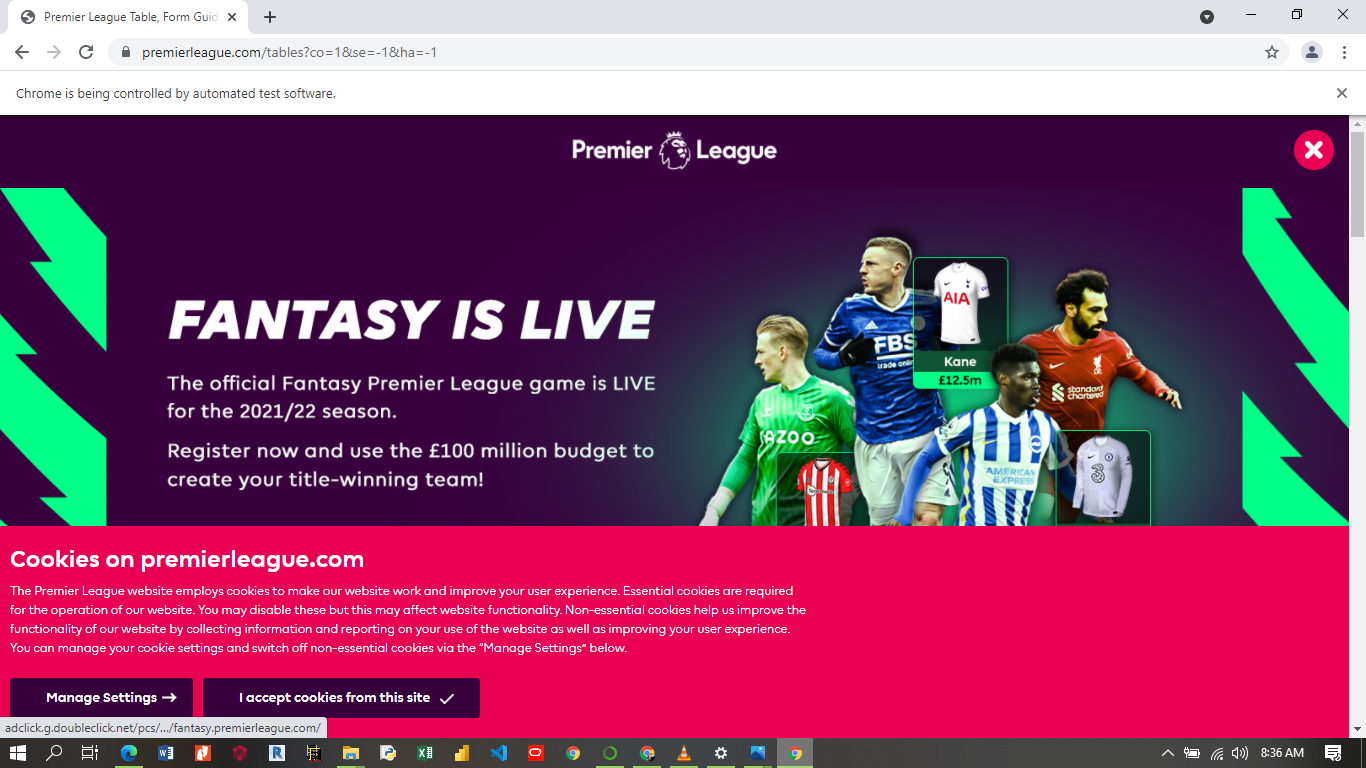 Premier League Table, Form Guid
premierleague.com/tables?co=1&se=-1&ha=-1
Chrome is being controlled by automated test software.
Premier League
FANTASY IS LIVE
The official Fantasy Premier League game is LIVE
for the 2021/22 season.
Register now and use the £100 million budget to
create your title-winning team!
AIA
Kane
£12.5m
FBS
trade online
standard
chartered
AZOO
AMERICAN
EXPRESS
3
Cookies on premierleague.com
The Premier League website employs cookies to make our website work and improve your user experience. Essential cookies are required
for the operation of our website. You may disable these but this may affect website functionality. Non-essential cookies help us improve the
functionality of our website by collecting information and reporting on your use of the website as well as improving your user experience.
You can manage your cookie settings and switch off non-essential cookies via the "Manage Settings" below.
Manage Settings
I accept cookies from this site
adclick.g.doubleclick.net/pcs/.../fantasy.premierleague.com/
8:36 AM